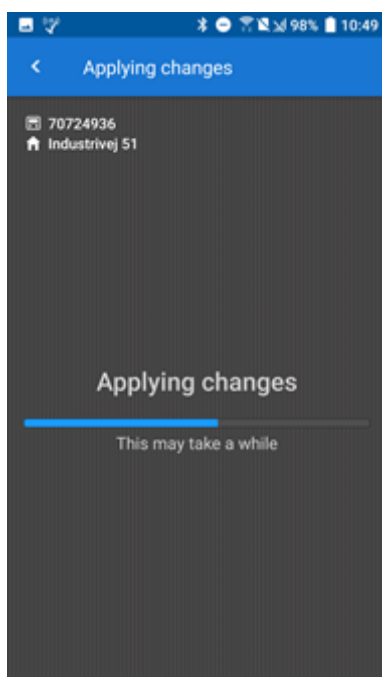 98% 10:49
Applying changes
70724936
Industrivej 51
Applying changes
This may take a while